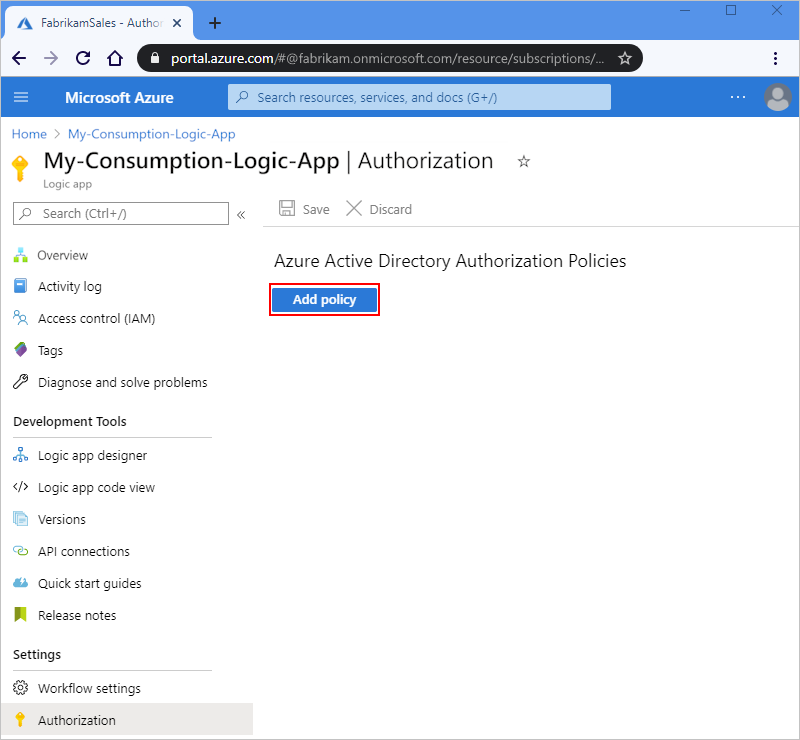 FabrikamSales - Author
portal.azure.com/#@fabrikam.onmicrosoft.com/resource/subscriptions/...
Microsoft Azure
Search resources, services, and docs (G+/)
Home > My-Consumption-Logic-App
My-Consumption-Logic-App | Authorization
Logic app
Search (Ctrl+/)
Save
Discard
Overview
Activity log
Access control (IAM)
Tags
Diagnose and solve problems
Development Tools
Logic app designer
Logic app code view
Versions
API connections
Quick start guides
Release notes
Settings
Workflow settings
Authorization
Azure Active Directory Authorization Policies
Add policy